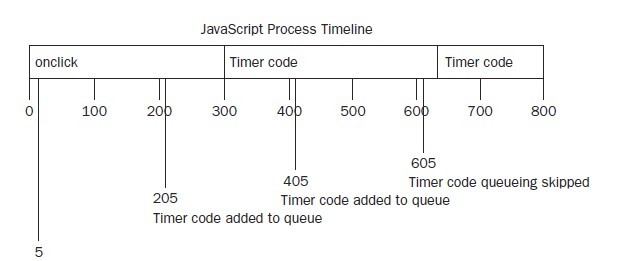 JavaScript Process Timeline
onclick Timer code Timer code
0 100 200 300 400 500 600 700 800
605
Timer code queueing skipped
405
Timer code added to queue
205
Timer code added to queue
5